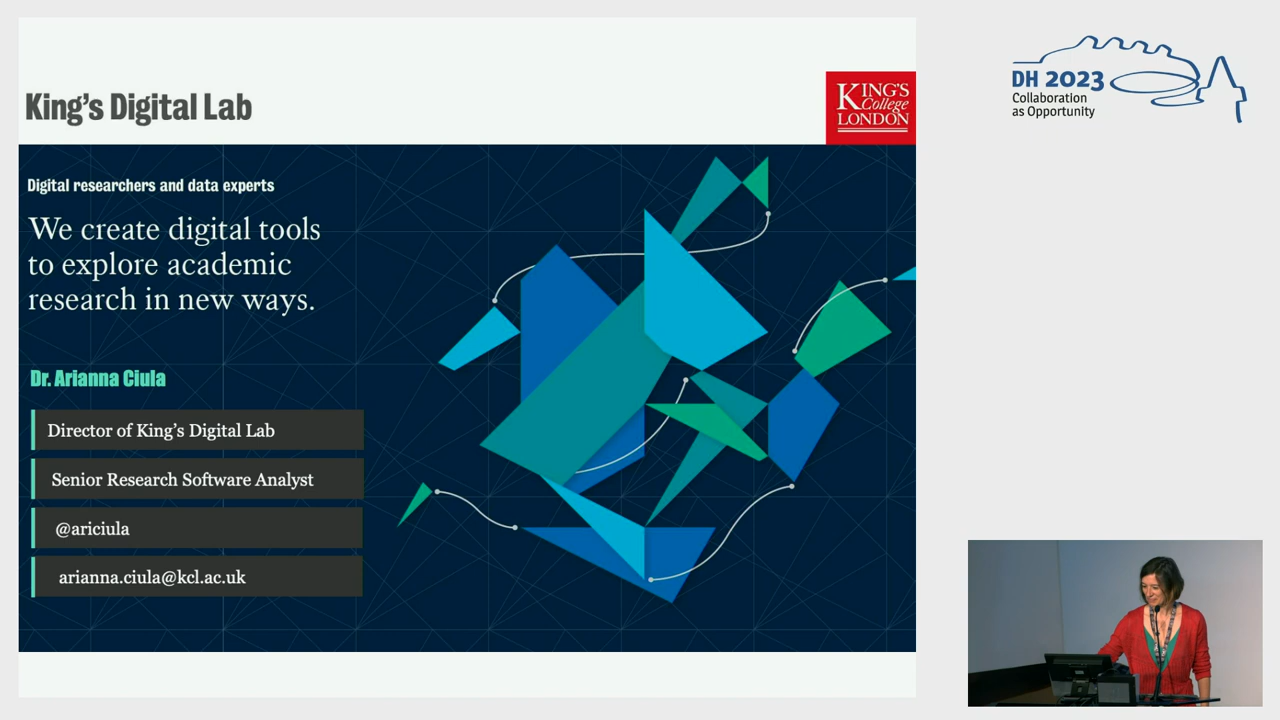 King's Digital Lab
KING'S
College
LONDON
Digital researchers and data experts
We create digital tools
to explore academic
research in new ways.
Dr. Arianna Ciula
Director of King's Digital Lab
Senior Research Software Analyst
@ariciula
arianna.ciula@kcl.ac.uk
DH 2023
Collaboration
as Opportunity